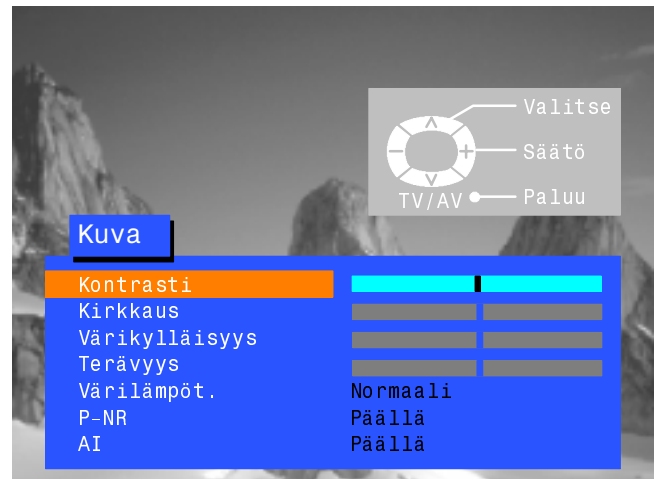 Valitse
Säätö
TV/AV Paluu
Kuva
Kontrasti
Kirkkaus
Värikylläisyys
Terävyys
Värilämpöt. Normaali
P-NR Päällä
AI Päällä